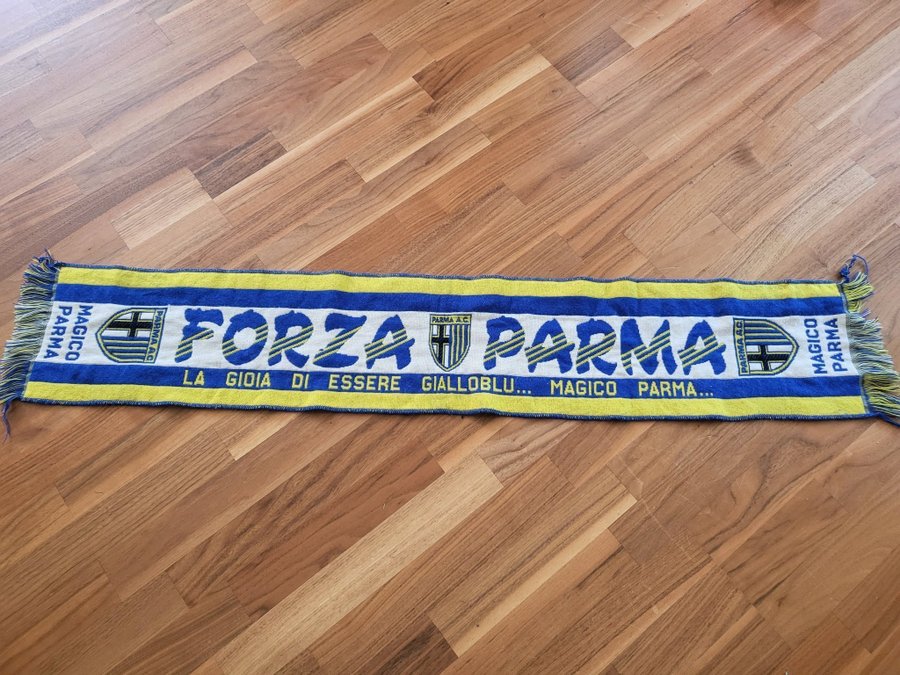 MAGICO
PARMA
PARMA A.C.
FORZA
PARMA A.C.
PARMA
PARMA A.C.
MAGICO
PARMA
LA GIOIA DI ESSERE GIALLOBLU... MAGICO PARMA...